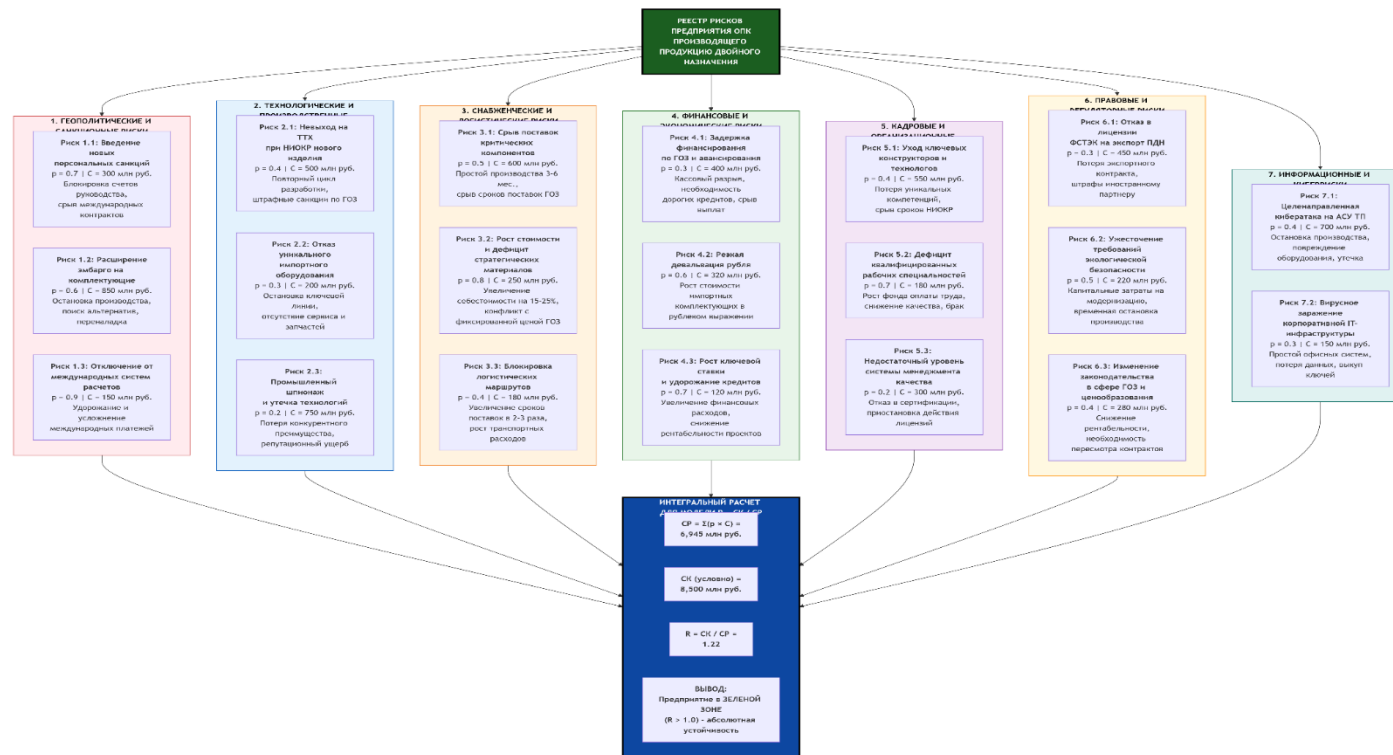 РЕЕСТР РИСКОВ
ПРЕДПРИЯТИЯ ОПК
ПРОИЗВОДЯЩЕГО
ПРОДУКЦИЮ ДВОЙНОГО
НАЗНАЧЕНИЯ
1. ГЕОПОЛИТИЧЕСКИЕ И
САНКЦИОННЫЕ РИСКИ
Риск 1.1: Введение
новых
персональных санкций
p = 0.7 | C = 300 млн руб.
Блокировка счетов
руководства,
срыв международных
контрактов
Риск 1.2: Расширение
эмбарго на
комплектующие
p = 0.6 | C = 850 млн руб.
Остановка производства,
поиск альтернатив,
переналадка
Риск 1.3: Отключение от
международных систем
расчетов
p = 0.9 | C = 150 млн руб.
Удорожание и
усложнение
международных платежей
2. ТЕХНОЛОГИЧЕСКИЕ И
ПРОИЗВОДСТВЕННЫЕ
Риск 2.1: Невыход на
ТТХ
при НИОКР нового
изделия
p = 0.4 | C = 500 млн руб.
Повторный цикл
разработки,
штрафные санкции по ГОЗ
Риск 2.2: Отказ
уникального
импортного
оборудования
p = 0.3 | C = 200 млн руб.
Остановка ключевой
линии,
отсутствие сервиса и
запчастей
Риск 2.3:
Промышленный
шпионаж
и утечка технологий
p = 0.2 | C = 750 млн руб.
Потеря конкурентного
преимущества,
репутационный ущерб
3. СНАБЖЕНЧЕСКИЕ И
ЛОГИСТИЧЕСКИЕ РИСКИ
Риск 3.1: Срыв поставок
критических
компонентов
p = 0.5 | C = 600 млн руб.
Простой производства 3-6
мес.,
срыв сроков поставок ГОЗ
Риск 3.2: Рост стоимости
и дефицит
стратегических
материалов
p = 0.8 | C = 250 млн руб.
Увеличение
себестоимости на 15-25%,
конфликт с
фиксированной ценой ГОЗ
Риск 3.3: Блокировка
логистических
маршрутов
p = 0.4 | C = 180 млн руб.
Увеличение сроков
поставок в 2-3 раза,
рост транспортных
расходов
4. ФИНАНСОВЫЕ И
ЭКОНОМИЧЕСКИЕ РИСКИ
Риск 4.1: Задержка
финансирования
по ГОЗ и авансирования
p = 0.3 | C = 400 млн руб.
Кассовый разрыв,
необходимость
дорогих кредитов, срыв
выплат
Риск 4.2: Резкая
девальвация рубля
p = 0.6 | C = 320 млн руб.
Рост стоимости
импортных
комплектующих в
рублевом выражении
Риск 4.3: Рост ключевой
ставки
и удорожание кредитов
p = 0.7 | C = 120 млн руб.
Увеличение финансовых
расходов,
снижение
рентабельности проектов
5. КАДРОВЫЕ И
ОРГАНИЗАЦИОННЫЕ
Риск 5.1: Уход ключевых
конструкторов и
технологов
p = 0.4 | C = 550 млн руб.
Потеря уникальных
компетенций,
срыв сроков НИОКР
Риск 5.2: Дефицит
квалифицированных
рабочих специальностей
p = 0.7 | C = 180 млн руб.
Рост фонда оплаты труда,
снижение качества, брак
Риск 5.3:
Недостаточный уровень
системы менеджмента
качества
p = 0.2 | C = 300 млн руб.
Отказ в сертификации,
приостановка действия
лицензий
6. ПРАВОВЫЕ И
РЕГУЛЯТОРНЫЕ РИСКИ
Риск 6.1: Отказ в
лицензии
ФСТЭК на экспорт ПДН
p = 0.3 | C = 450 млн руб.
Потеря экспортного
контракта,
штрафы иностранному
партнеру
Риск 6.2: Ужесточение
требований
экологической
безопасности
p = 0.5 | C = 220 млн руб.
Капитальные затраты на
модернизацию,
временная остановка
производства
Риск 6.3: Изменение
законодательства
в сфере ГОЗ и
ценообразования
p = 0.4 | C = 280 млн руб.
Снижение
рентабельности,
необходимость
пересмотра контрактов
7. ИНФОРМАЦИОННЫЕ И
КИБЕРРИСКИ
Риск 7.1:
Целенаправленная
кибератака на АСУ ТП
p = 0.4 | C = 700 млн руб.
Остановка производства,
повреждение
оборудования, утечка
Риск 7.2: Вирусное
заражение
корпоративной IT-
инфраструктуры
p = 0.3 | C = 150 млн руб.
Простой офисных систем,
потеря данных, выкуп
ключей
ИНТЕГРАЛЬНЫЙ РАСЧЕТ
ДЛЯ МОДЕЛИ R = СК / СР
СР = Σ(p × C) =
6,945 млн руб.
СК (условно) =
8,500 млн руб.
R = СК / СР =
1.22
ВЫВОД:
Предприятие в ЗЕЛЕНОЙ
ЗОНЕ
(R > 1.0) - абсолютная
устойчивость